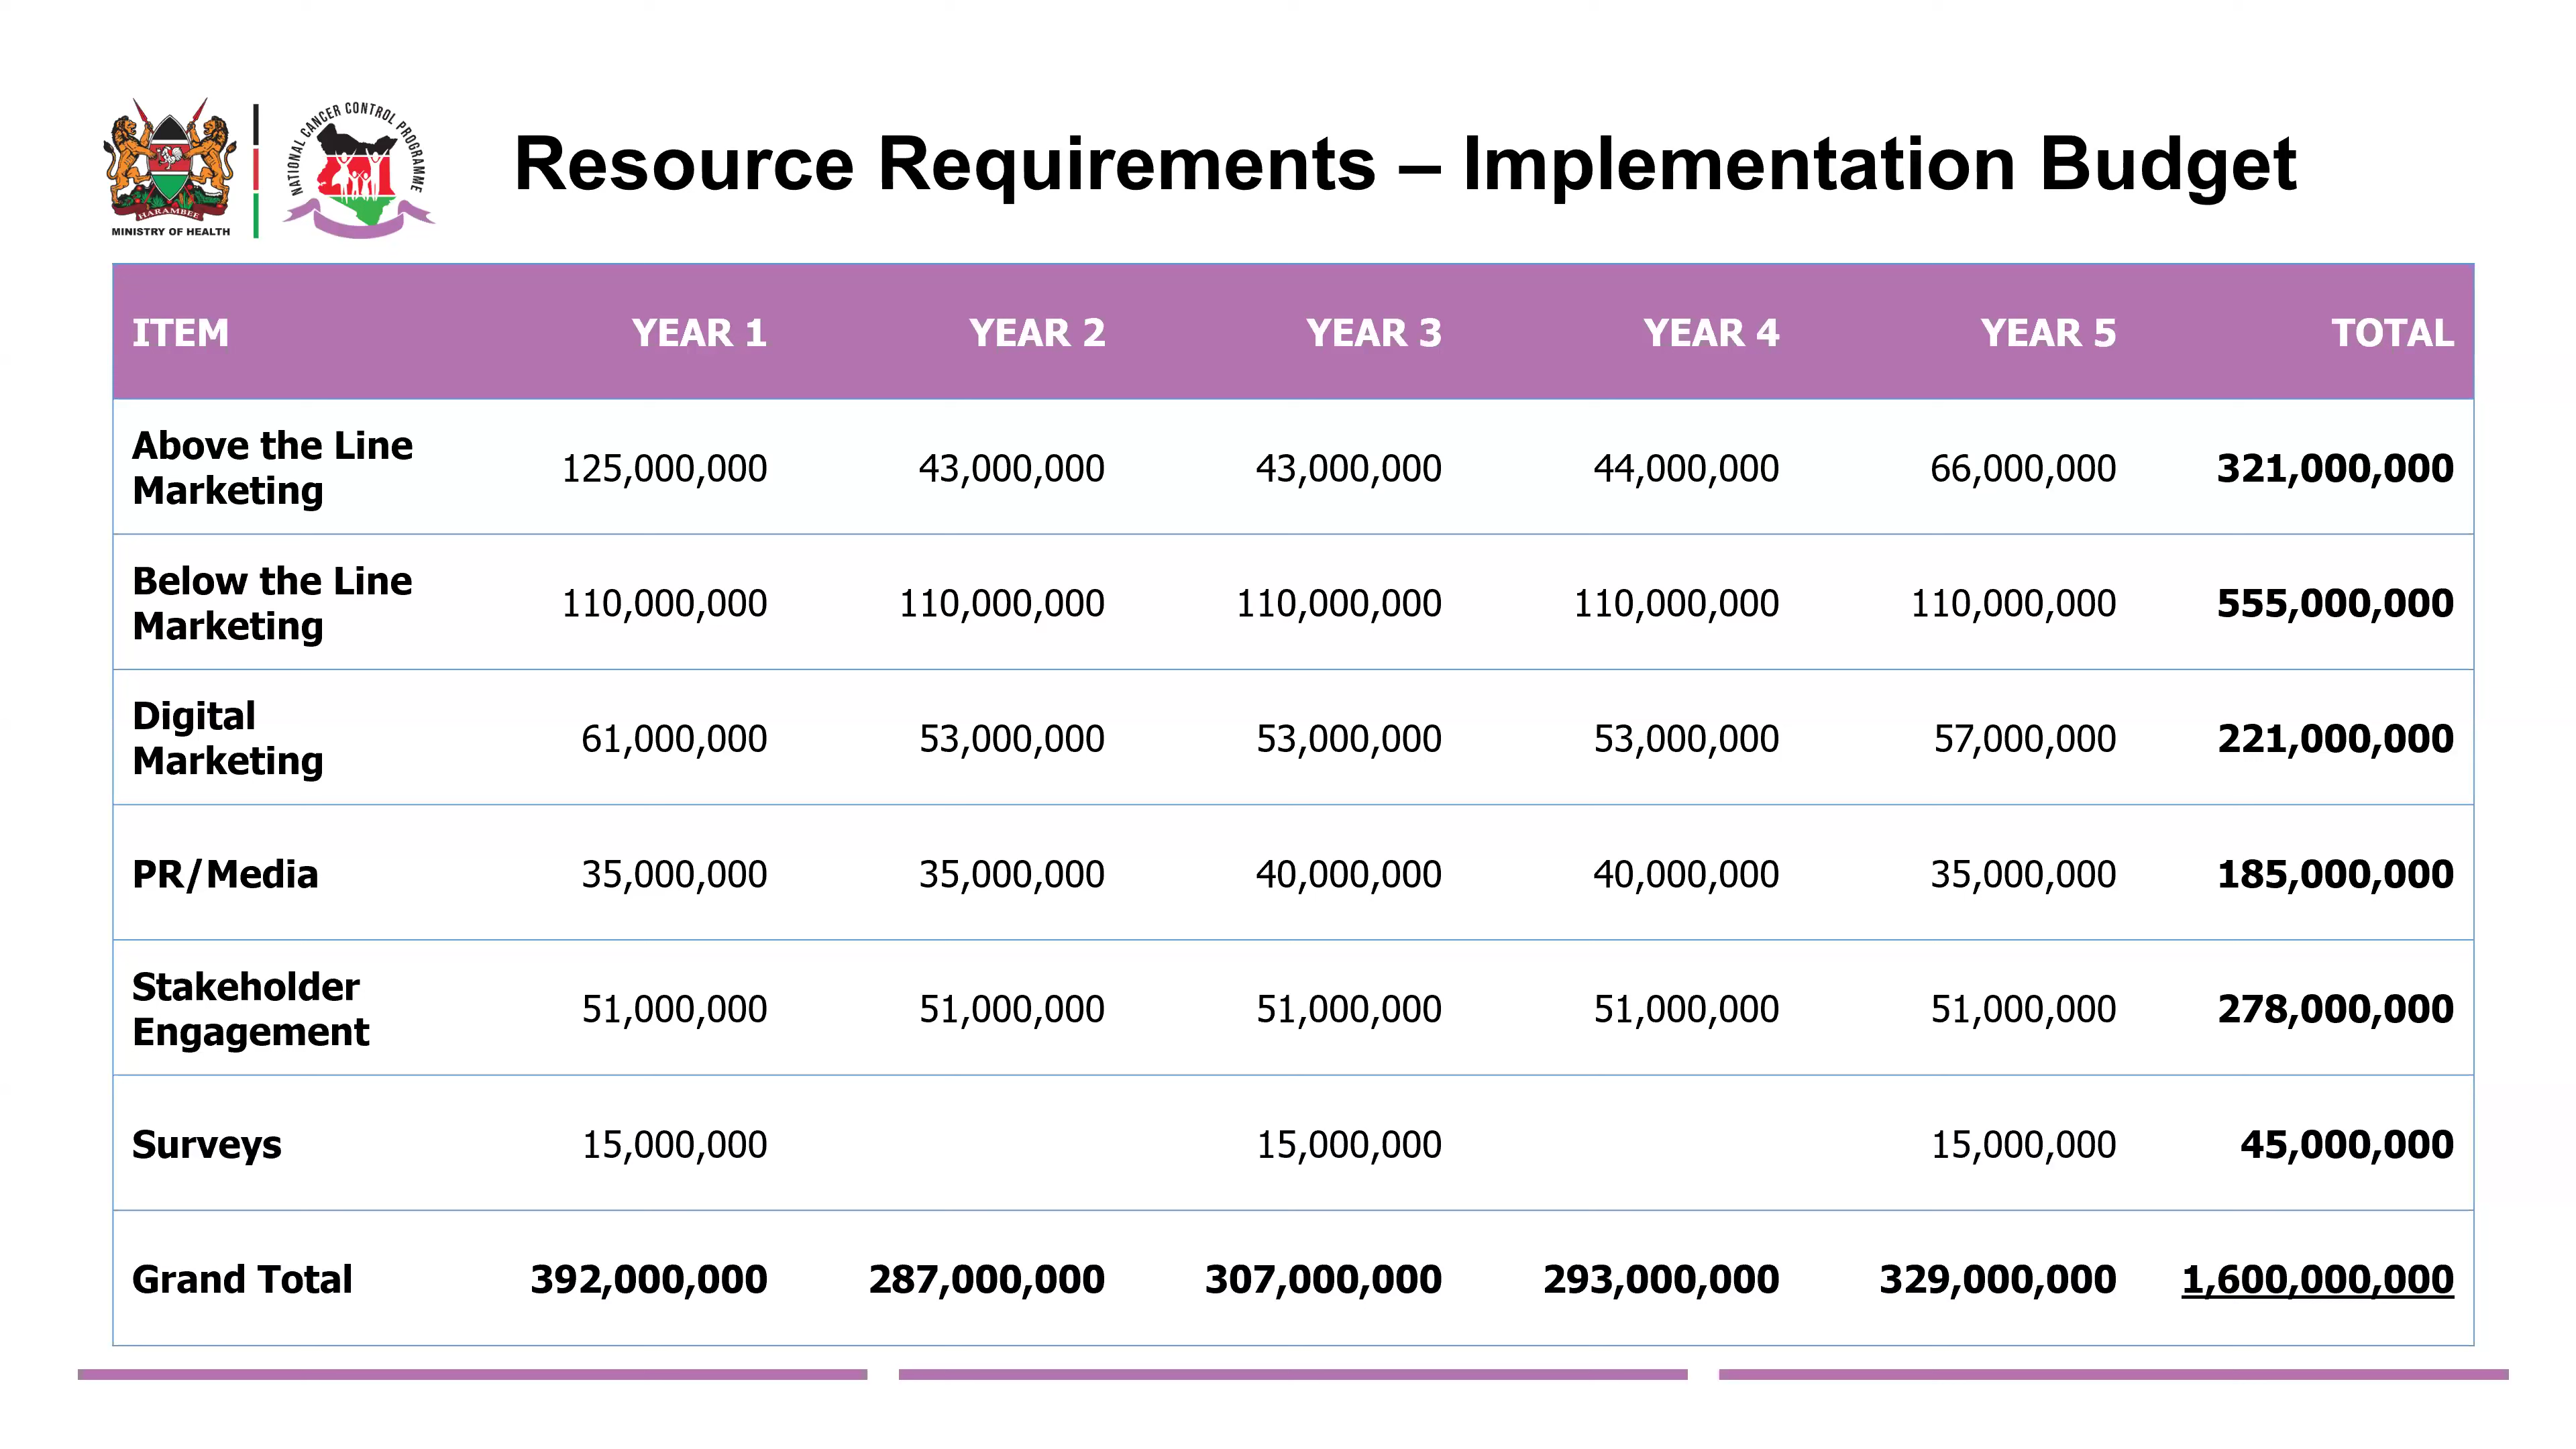 HARAMBEE
MINISTRY OF HEALTH
NATIONAL CANCER CONTROL PROGRAMME
Resource Requirements – Implementation Budget
ITEM YEAR 1 YEAR 2 YEAR 3 YEAR 4 YEAR 5 TOTAL
Above the Line
Marketing
125,000,000 43,000,000 43,000,000 44,000,000 66,000,000 321,000,000
Below the Line
Marketing
110,000,000 110,000,000 110,000,000 110,000,000 110,000,000 555,000,000
Digital
Marketing
61,000,000 53,000,000 53,000,000 53,000,000 57,000,000 221,000,000
PR/Media 35,000,000 35,000,000 40,000,000 40,000,000 35,000,000 185,000,000
Stakeholder
Engagement
51,000,000 51,000,000 51,000,000 51,000,000 51,000,000 278,000,000
Surveys 15,000,000 15,000,000 15,000,000 45,000,000
Grand Total 392,000,000 287,000,000 307,000,000 293,000,000 329,000,000 1,600,000,000